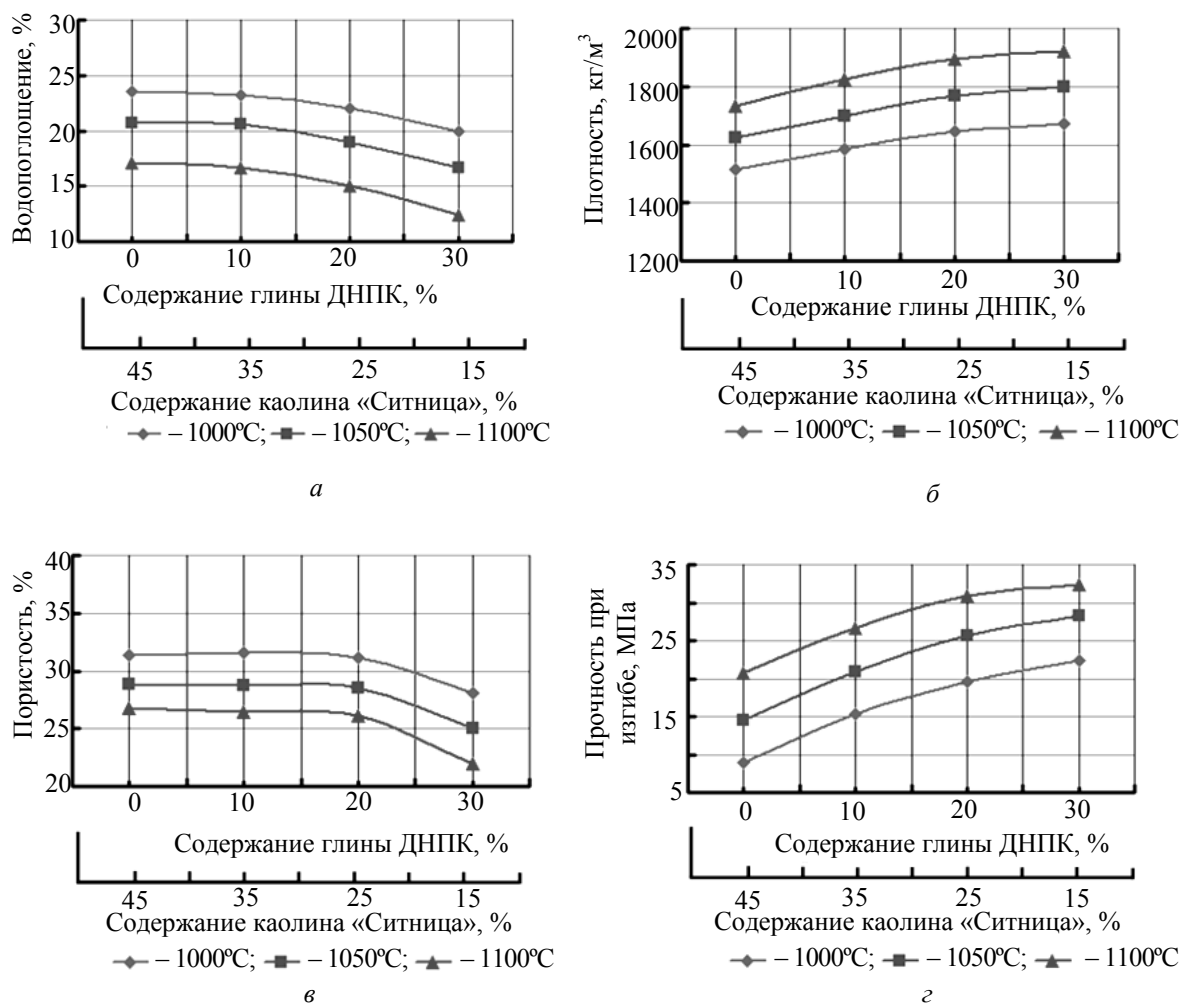 Водопоглощение, %
30
25
20
15
10
0 10 20 30
Содержание глины ДНПК, %
45 35 25 15
Содержание каолина «Ситница», %
– 1000ºС; – 1050ºС; – 1100ºС
а
Плотность, кг/м³
2000
1800
1600
1400
1200
0 10 20 30
Содержание глины ДНПК, %
45 35 25 15
Содержание каолина «Ситница», %
– 1000ºС; – 1050ºС; – 1100ºС
б
Пористость, %
40
35
30
25
20
0 10 20 30
Содержание глины ДНПК, %
45 35 25 15
Содержание каолина «Ситница», %
– 1000ºС; – 1050ºС; – 1100ºС
в
Прочность при
изгибе, МПа
35
25
15
5
0 10 20 30
Содержание глины ДНПК, %
45 35 25 15
Содержание каолина «Ситница», %
– 1000ºС; – 1050ºС; – 1100ºС
г